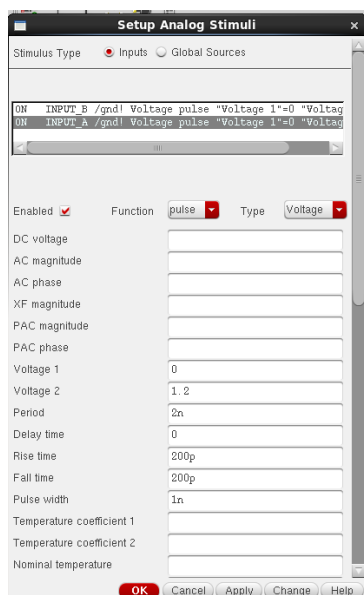 Setup Analog Stimuli
Stimulus Type Inputs Global Sources
ON INPUT_B /gnd! Voltage pulse "Voltage 1"=0 "Voltag
ON INPUT_A /gnd! Voltage pulse "Voltage 1"=0 "Voltag
Enabled Function pulse Type Voltage
DC voltage
AC magnitude
AC phase
XF magnitude
PAC magnitude
PAC phase
Voltage 1 0
Voltage 2 1.2
Period 2n
Delay time 0
Rise time 200p
Fall time 200p
Pulse width 1n
Temperature coefficient 1
Temperature coefficient 2
Nominal temperature
OK Cancel Apply Change Help